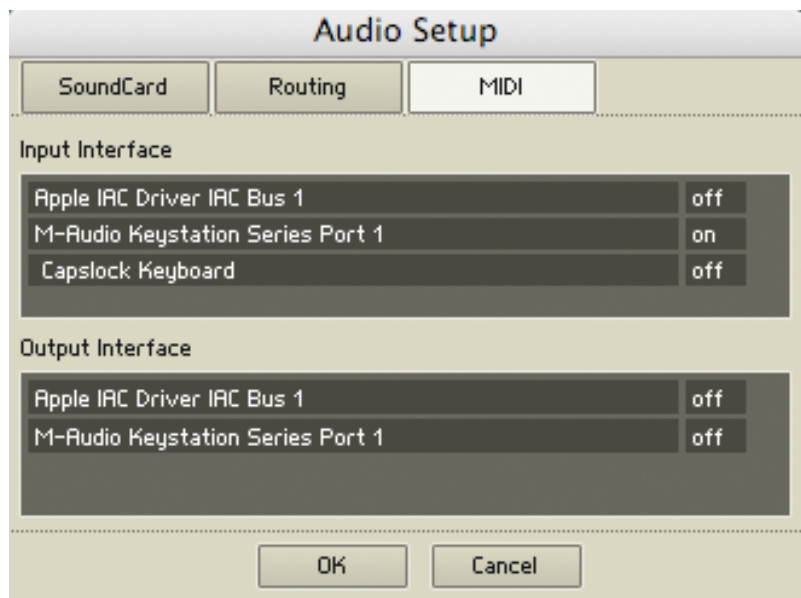 Audio Setup
SoundCard Routing MIDI
Input Interface
Apple IAC Driver IAC Bus 1 off
M-Audio Keystation Series Port 1 on
Capslock Keyboard off
Output Interface
Apple IAC Driver IAC Bus 1 off
M-Audio Keystation Series Port 1 off
OK Cancel